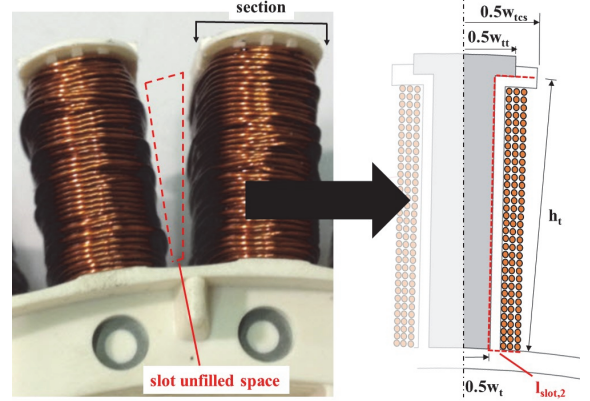 section
0.5w_tcs
0.5w_tt
h_t
0.5w_t
l_slot,2
slot unfilled space